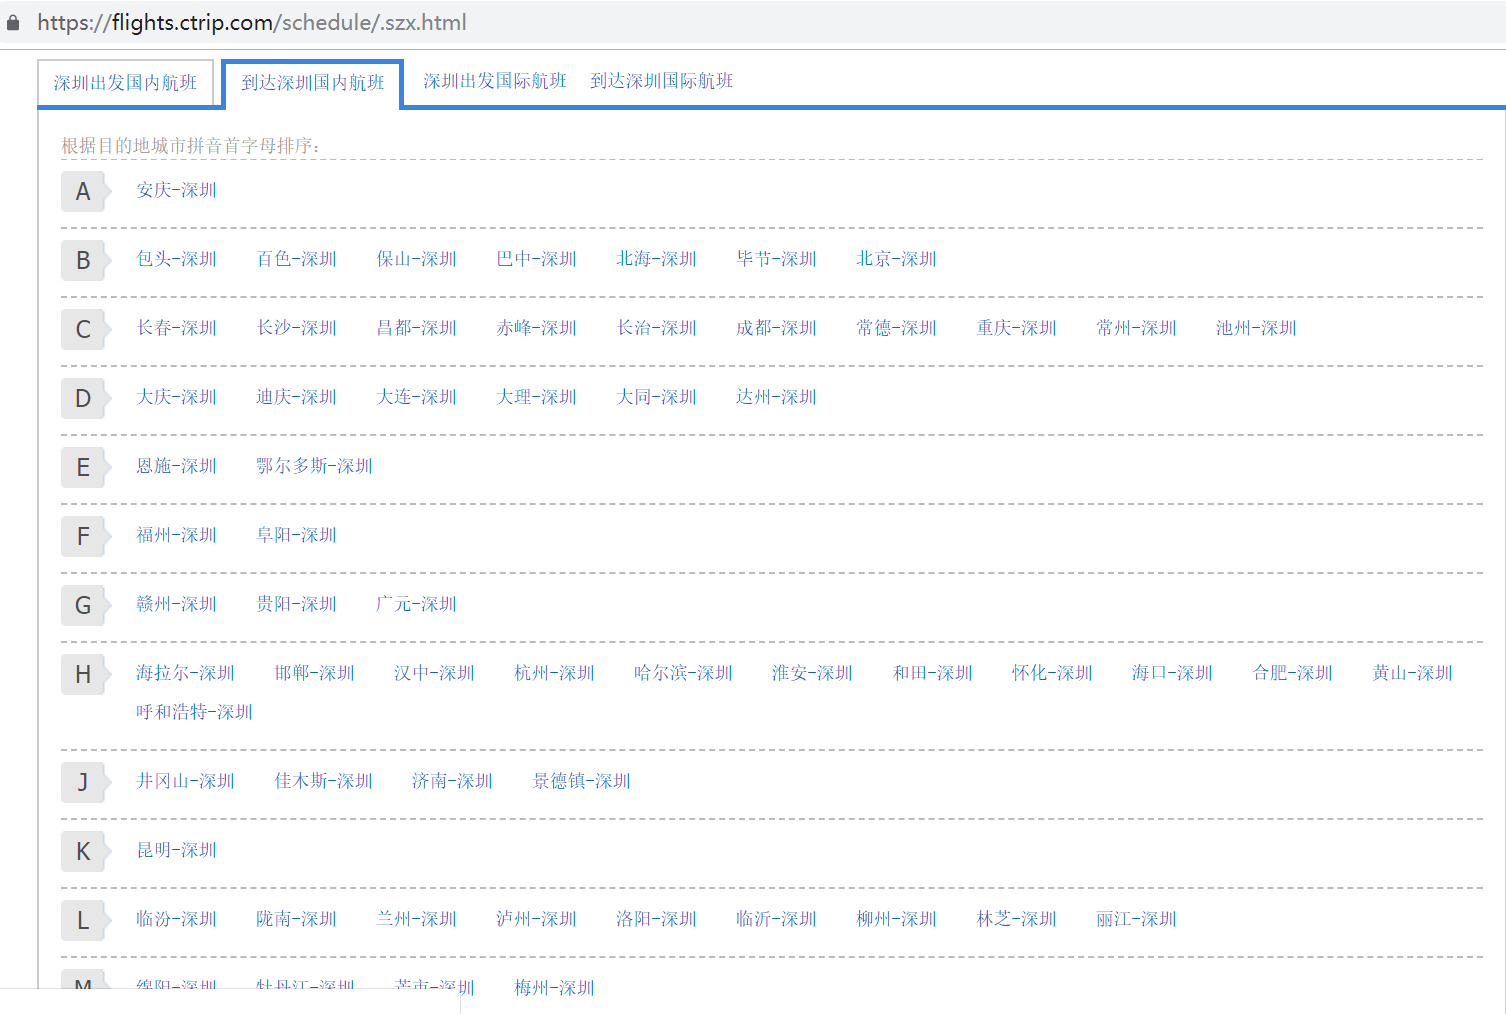 https://flights.ctrip.com/schedule/.szx.html
深圳出发国内航班 到达深圳国内航班 深圳出发国际航班 到达深圳国际航班
根据目的地城市拼音首字母排序:
A 安庆-深圳
B 包头-深圳 百色-深圳 保山-深圳 巴中-深圳 北海-深圳 毕节-深圳 北京-深圳
C 长春-深圳 长沙-深圳 昌都-深圳 赤峰-深圳 长治-深圳 成都-深圳 常德-深圳 重庆-深圳 常州-深圳 池州-深圳
D 大庆-深圳 迪庆-深圳 大连-深圳 大理-深圳 大同-深圳 达州-深圳
E 恩施-深圳 鄂尔多斯-深圳
F 福州-深圳 阜阳-深圳
G 赣州-深圳 贵阳-深圳 广元-深圳
H 海拉尔-深圳 邯郸-深圳 汉中-深圳 杭州-深圳 哈尔滨-深圳 淮安-深圳 和田-深圳 怀化-深圳 海口-深圳 合肥-深圳 黄山-深圳
呼和浩特-深圳
J 井冈山-深圳 佳木斯-深圳 济南-深圳 景德镇-深圳
K 昆明-深圳
L 临汾-深圳 陇南-深圳 兰州-深圳 泸州-深圳 洛阳-深圳 临沂-深圳 柳州-深圳 林芝-深圳 丽江-深圳
M 绵阳-深圳 牡丹江-深圳 芒市-深圳 梅州-深圳